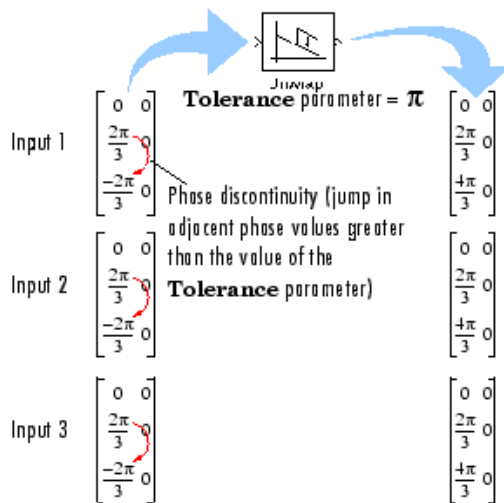 Unwrap
Tolerance parameter = π
Input 1
0 0
2π/3 0
-2π/3 0
0 0
2π/3 0
4π/3 0
Phase discontinuity (jump in
adjacent phase values greater
than the value of the
Tolerance parameter)
Input 2
0 0
2π/3 0
-2π/3 0
0 0
2π/3 0
4π/3 0
Input 3
0 0
2π/3 0
-2π/3 0
0 0
2π/3 0
4π/3 0